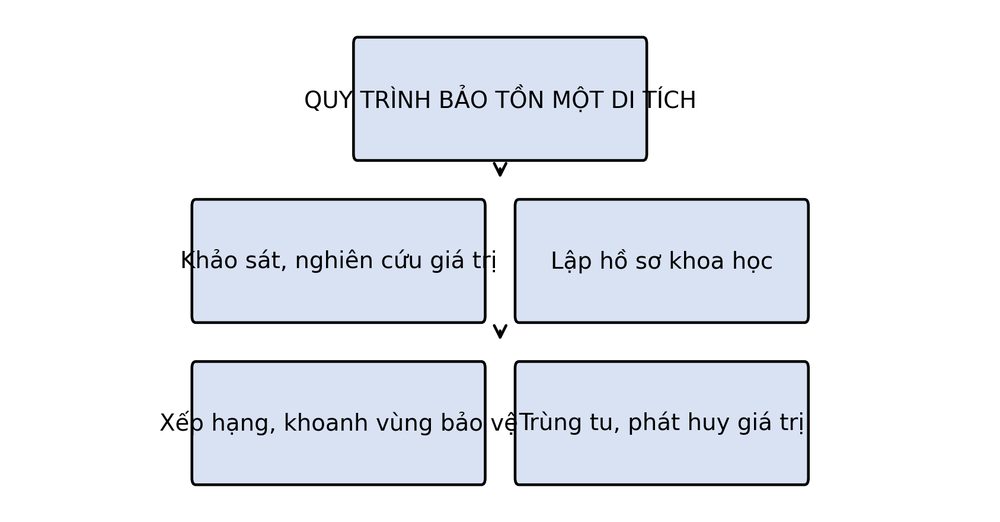 QUY TRÌNH BẢO TỒN MỘT DI TÍCH
Khảo sát, nghiên cứu giá trị
Lập hồ sơ khoa học
Xếp hạng, khoanh vùng bảo vệ
Trùng tu, phát huy giá trị